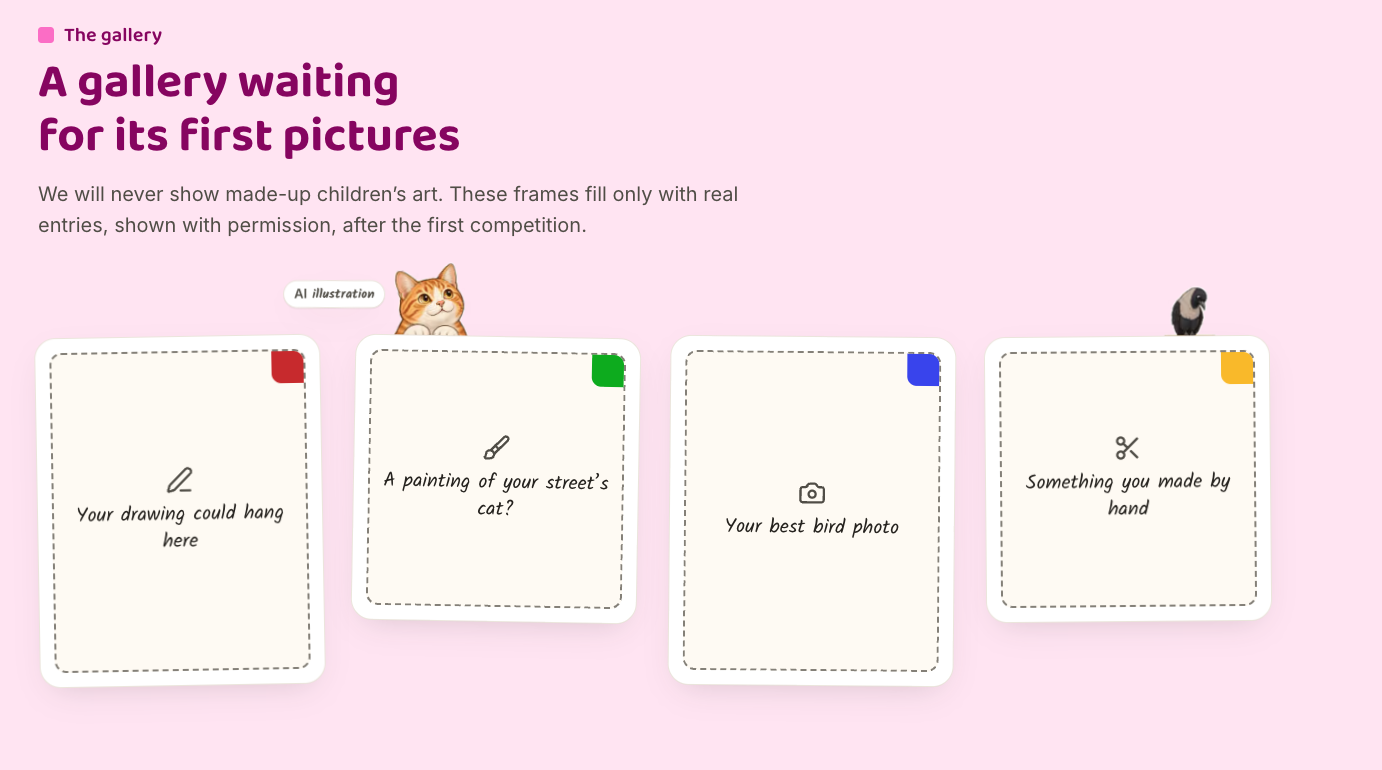 The gallery
A gallery waiting
for its first pictures
We will never show made-up children’s art. These frames fill only with real
entries, shown with permission, after the first competition.
AI illustration
Your drawing could hang
here
A painting of your street’s
cat?
Your best bird photo
Something you made by
hand